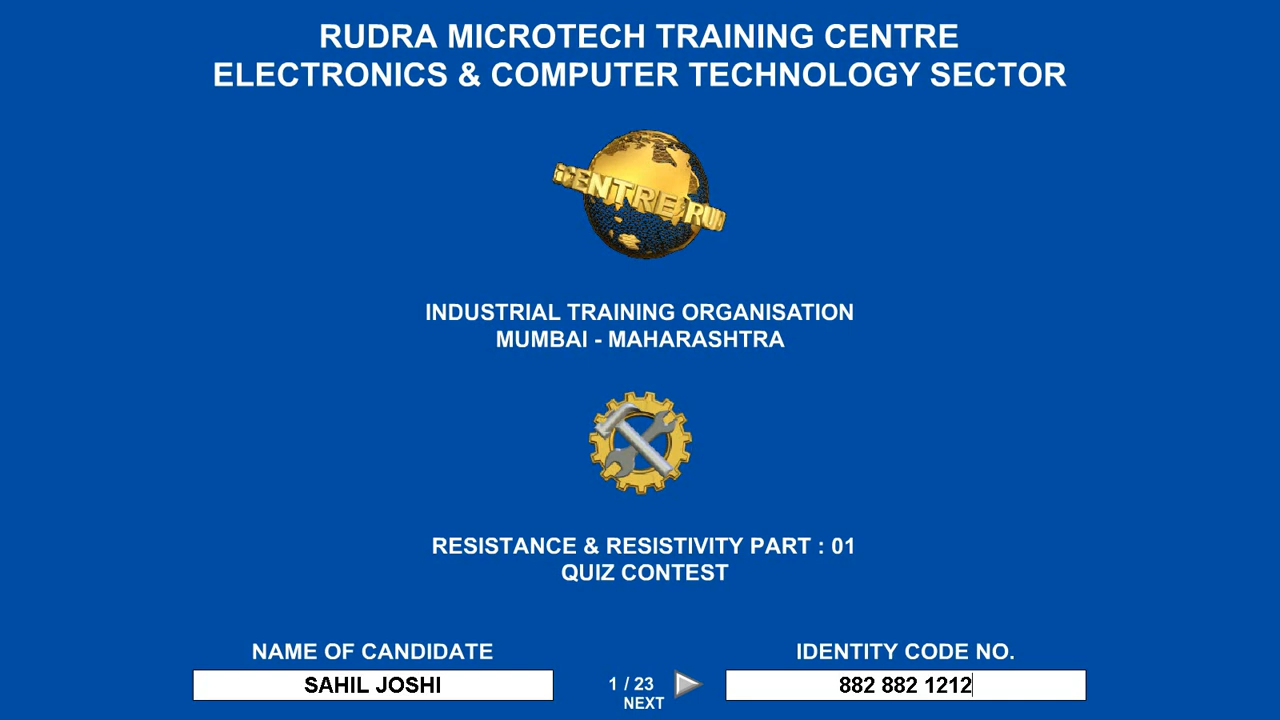 RUDRA MICROTECH TRAINING CENTRE
ELECTRONICS & COMPUTER TECHNOLOGY SECTOR
CENTRE RU
INDUSTRIAL TRAINING ORGANISATION
MUMBAI - MAHARASHTRA
RESISTANCE & RESISTIVITY PART : 01
QUIZ CONTEST
NAME OF CANDIDATE
IDENTITY CODE NO.
SAHIL JOSHI
1 / 23
882 882 1212
NEXT